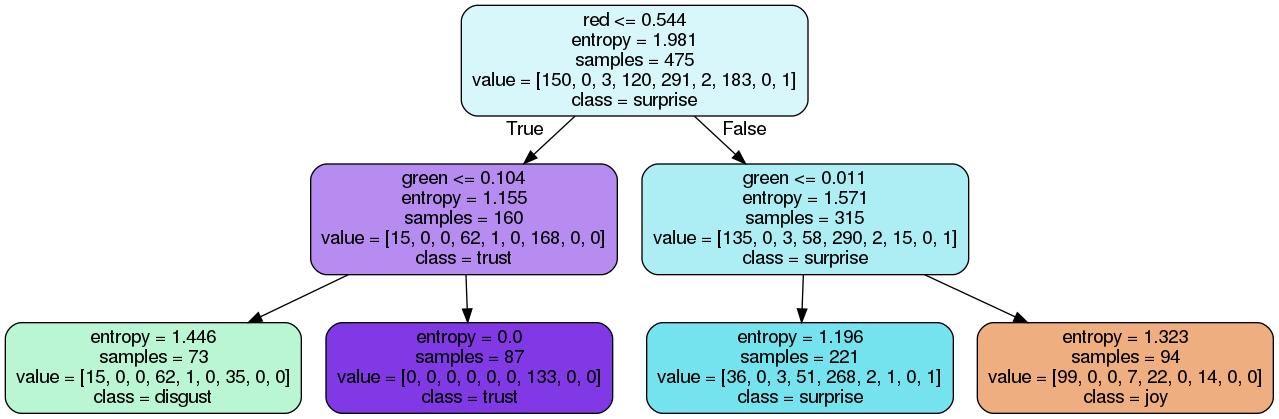 red <= 0.544
entropy = 1.981
samples = 475
value = [150, 0, 3, 120, 291, 2, 183, 0, 1]
class = surprise
True
False
green <= 0.104
entropy = 1.155
samples = 160
value = [15, 0, 0, 62, 1, 0, 168, 0, 0]
class = trust
green <= 0.011
entropy = 1.571
samples = 315
value = [135, 0, 3, 58, 290, 2, 15, 0, 1]
class = surprise
entropy = 1.446
samples = 73
value = [15, 0, 0, 62, 1, 0, 35, 0, 0]
class = disgust
entropy = 0.0
samples = 87
value = [0, 0, 0, 0, 0, 0, 133, 0, 0]
class = trust
entropy = 1.196
samples = 221
value = [36, 0, 3, 51, 268, 2, 1, 0, 1]
class = surprise
entropy = 1.323
samples = 94
value = [99, 0, 0, 7, 22, 0, 14, 0, 0]
class = joy